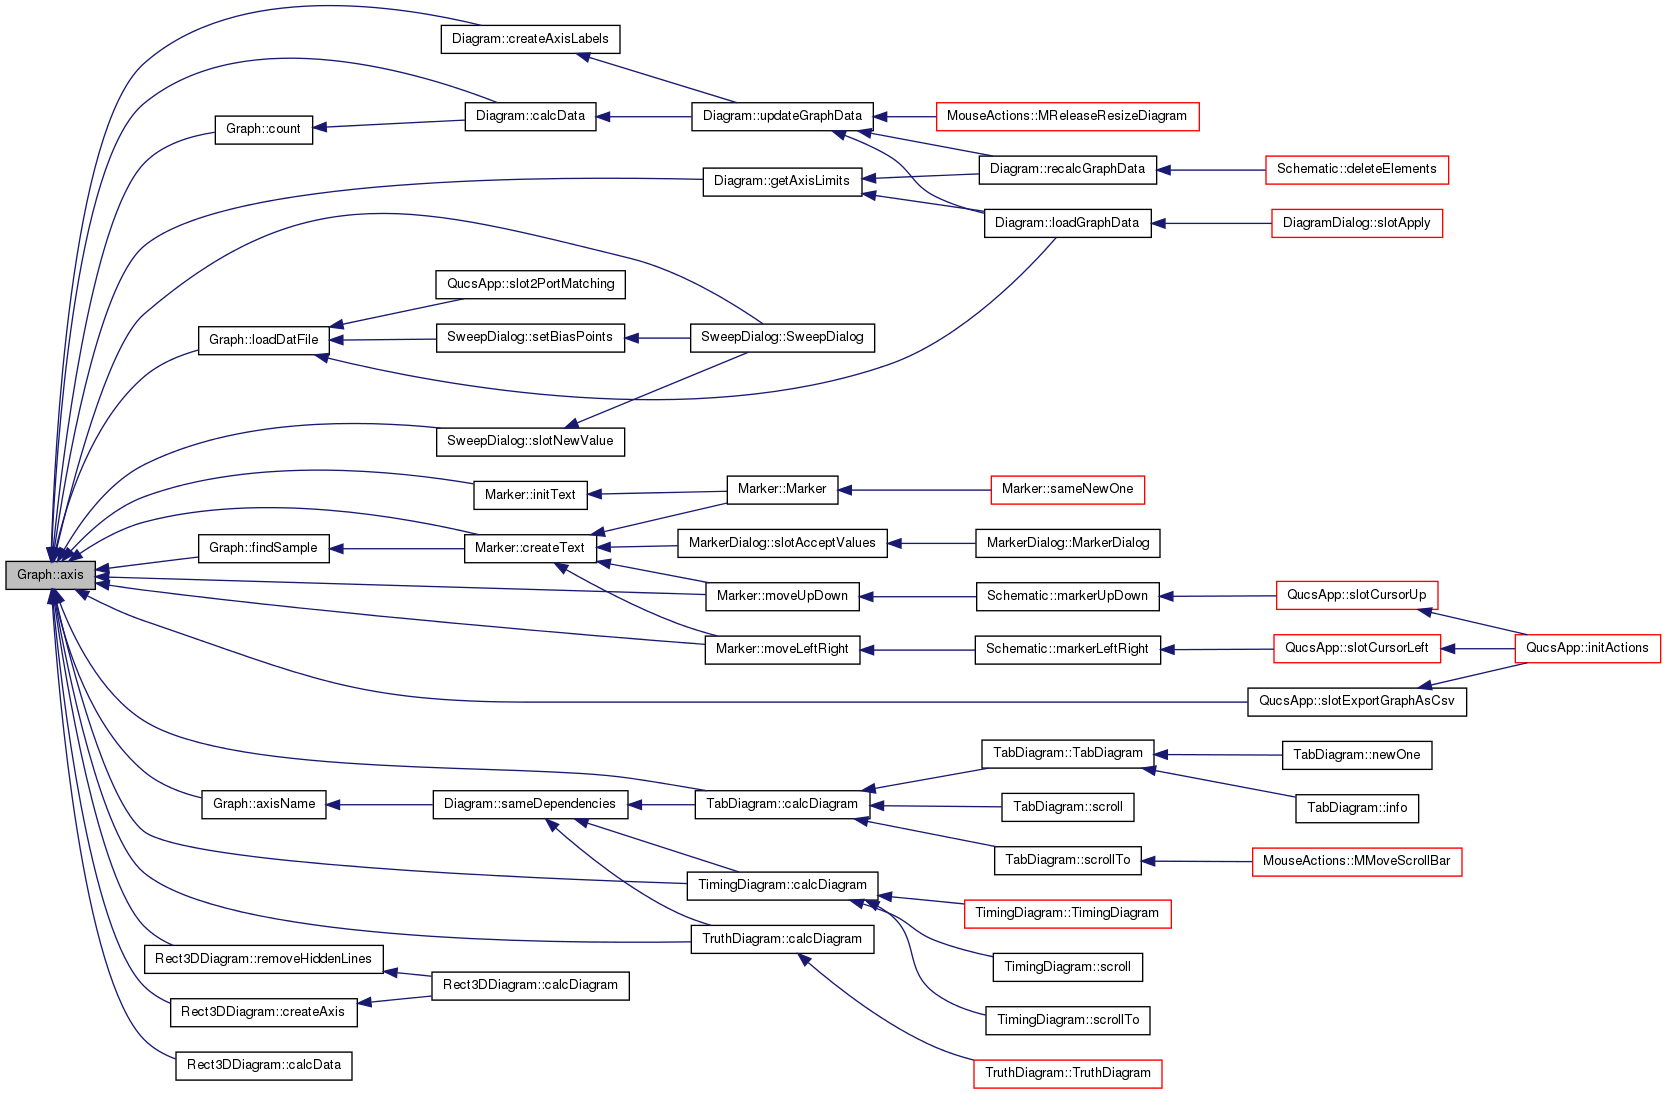 Diagram::createAxisLabels
Diagram::calcData
Diagram::updateGraphData
MouseActions::MReleaseResizeDiagram
Graph::count
Diagram::getAxisLimits
Diagram::recalcGraphData
Schematic::deleteElements
Diagram::loadGraphData
DiagramDialog::slotApply
QucsApp::slot2PortMatching
Graph::loadDatFile
SweepDialog::setBiasPoints
SweepDialog::SweepDialog
SweepDialog::slotNewValue
Marker::initText
Marker::Marker
Marker::sameNewOne
Graph::findSample
Marker::createText
MarkerDialog::slotAcceptValues
MarkerDialog::MarkerDialog
Graph::axis
Marker::moveUpDown
Schematic::markerUpDown
QucsApp::slotCursorUp
Marker::moveLeftRight
Schematic::markerLeftRight
QucsApp::slotCursorLeft
QucsApp::initActions
QucsApp::slotExportGraphAsCsv
TabDiagram::TabDiagram
TabDiagram::newOne
Graph::axisName
Diagram::sameDependencies
TabDiagram::calcDiagram
TabDiagram::scroll
TabDiagram::info
TabDiagram::scrollTo
MouseActions::MMoveScrollBar
TimingDiagram::calcDiagram
TimingDiagram::TimingDiagram
TruthDiagram::calcDiagram
Rect3DDiagram::removeHiddenLines
TimingDiagram::scroll
Rect3DDiagram::calcDiagram
Rect3DDiagram::createAxis
TimingDiagram::scrollTo
Rect3DDiagram::calcData
TruthDiagram::TruthDiagram